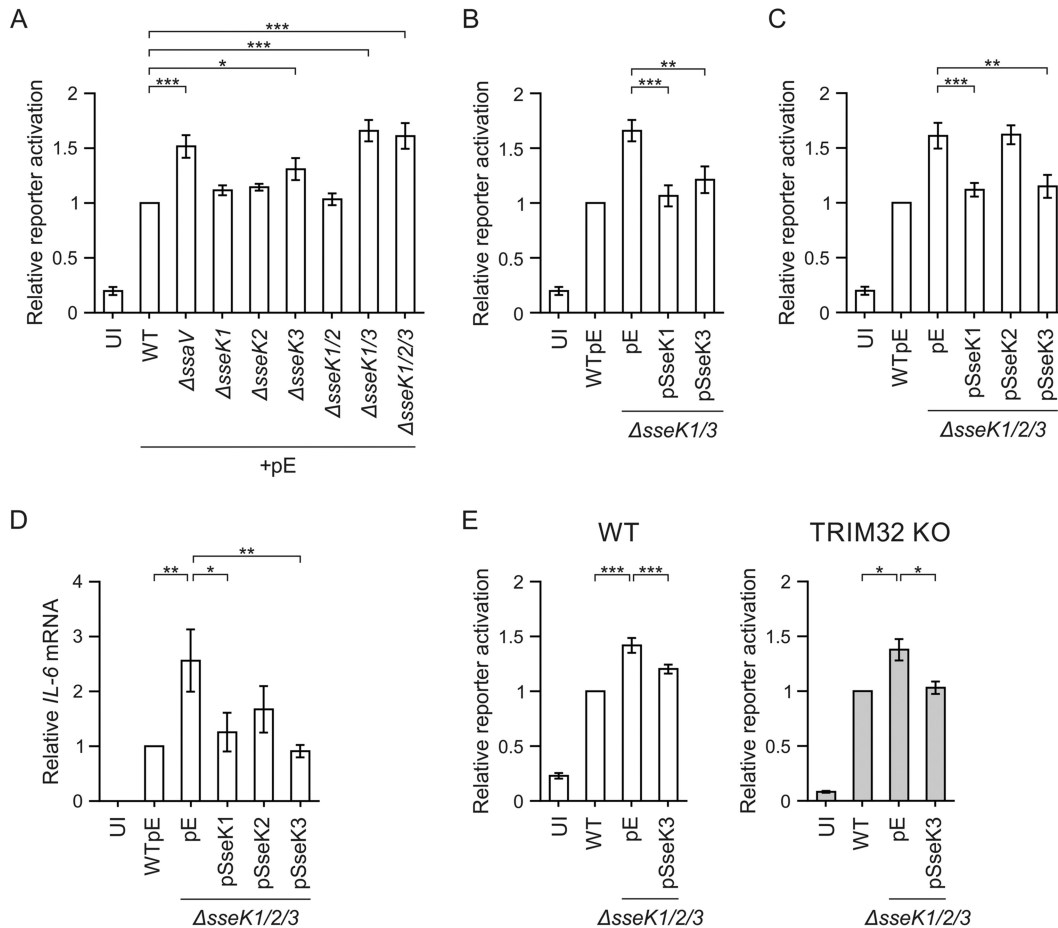 A
Relative reporter activation
2
1.5
1
0.5
0
***
***
*
***
UI
WT
ΔssaV
ΔsseK1
ΔsseK2
ΔsseK3
ΔsseK1/2
ΔsseK1/3
ΔsseK1/2/3
+pE
B
Relative reporter activation
2
1.5
1
0.5
0
**
***
UI
WTpE
pE
pSseK1
pSseK3
ΔsseK1/3
C
Relative reporter activation
2
1.5
1
0.5
0
**
***
UI
WTpE
pE
pSseK1
pSseK2
pSseK3
ΔsseK1/2/3
D
Relative IL-6 mRNA
4
3
2
1
0
**
**
*
UI
WTpE
pE
pSseK1
pSseK2
pSseK3
ΔsseK1/2/3
E
WT
Relative reporter activation
2
1.5
1
0.5
0
***
***
UI
WT
pE
pSseK3
ΔsseK1/2/3
TRIM32 KO
Relative reporter activation
2
1.5
1
0.5
0
*
*
UI
WT
pE
pSseK3
ΔsseK1/2/3